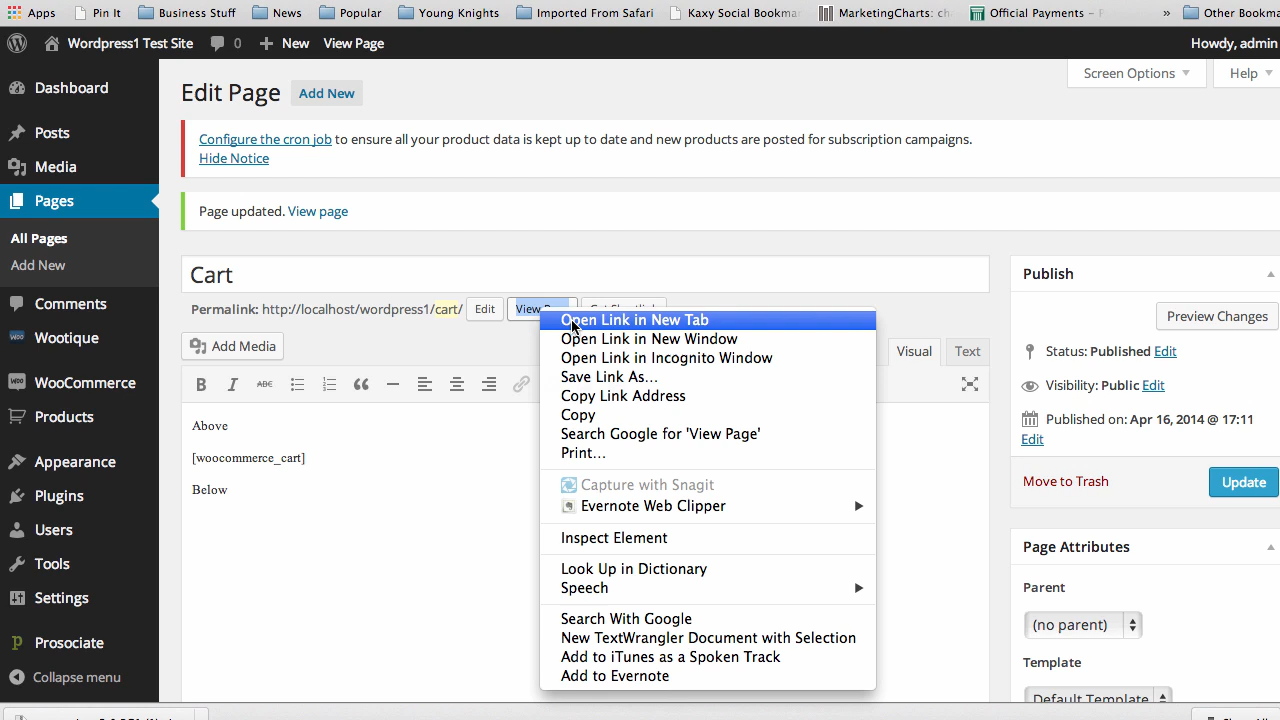 Apps Pin It Business Stuff News Popular Young Knights Imported From Safari Kaxy Social Bookma MarketingCharts: ch Official Payments – » Other Bookma
Wordpress1 Test Site 0 New View Page Howdy, admin
Dashboard
Posts
Media
Pages
All Pages
Add New
Comments
Wootique
WooCommerce
Products
Appearance
Plugins
Users
Tools
Settings
Prosociate
Collapse menu
Screen Options Help
Edit Page Add New
Configure the cron job to ensure all your product data is kept up to date and new products are posted for subscription campaigns.
Hide Notice
Page updated. View page
Cart
Permalink: http://localhost/wordpress1/cart/ Edit View
Add Media
Visual Text
B I ABC
Above
[woocommerce_cart]
Below
Open Link in New Tab
Open Link in New Window
Open Link in Incognito Window
Save Link As...
Copy Link Address
Copy
Search Google for 'View Page'
Print...
Capture with Snagit
Evernote Web Clipper
Inspect Element
Look Up in Dictionary
Speech
Search With Google
New TextWrangler Document with Selection
Add to iTunes as a Spoken Track
Add to Evernote
Publish
Preview Changes
Status: Published Edit
Visibility: Public Edit
Published on: Apr 16, 2014 @ 17:11
Edit
Move to Trash Update
Page Attributes
Parent
(no parent)
Template
Default Template